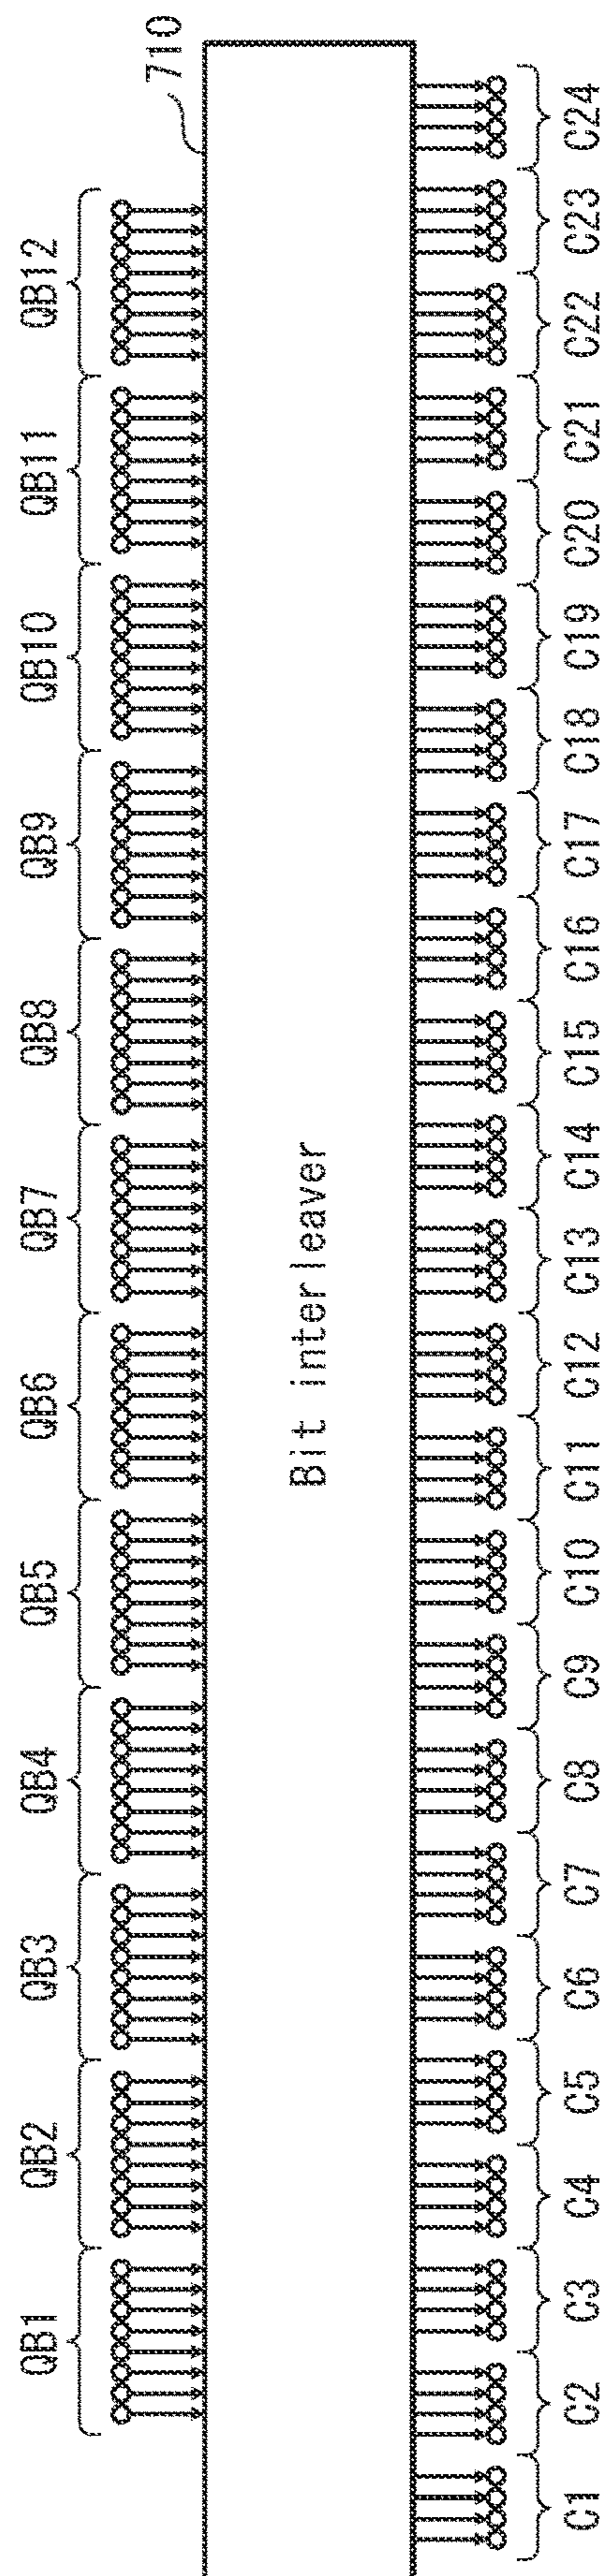 QB1
QB2
QB3
QB4
QB5
QB6
QB7
QB8
QB9
QB10
QB11
QB12
710
Bit interleaver
C1
C2
C3
C4
C5
C6
C7
C8
C9
C10
C11
C12
C13
C14
C15
C16
C17
C18
C19
C20
C21
C22
C23
C24